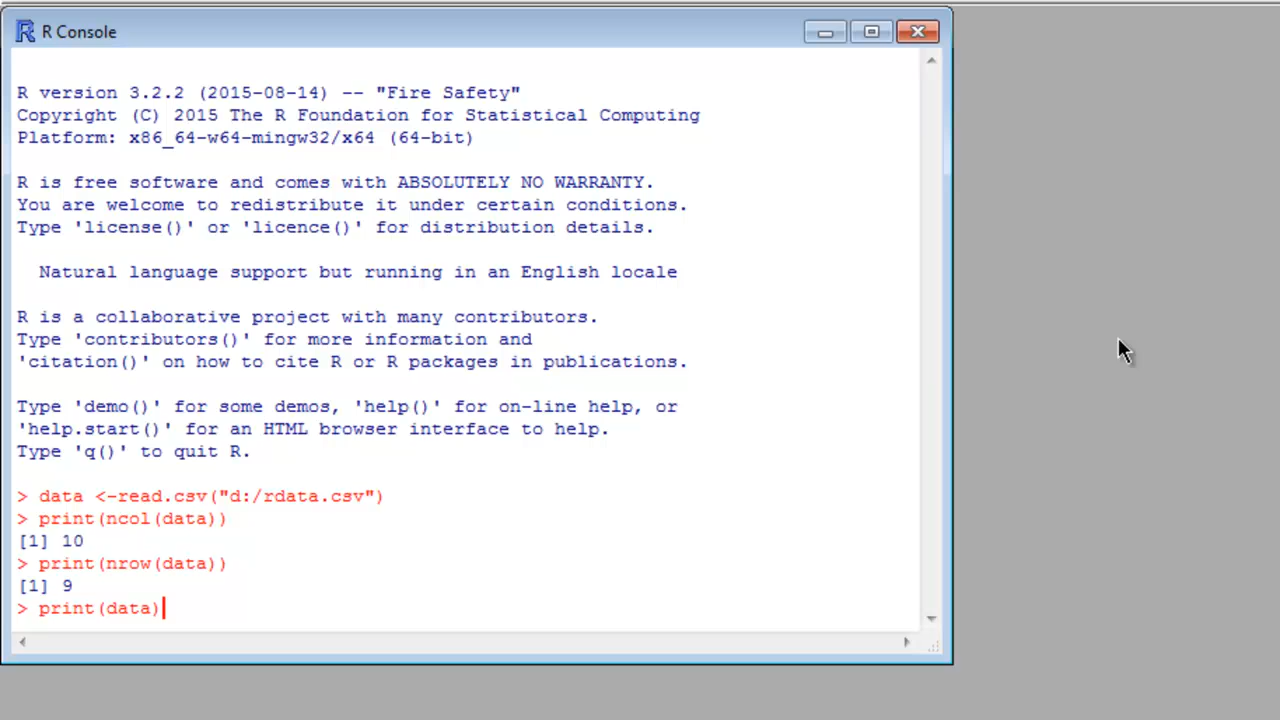 R Console
R version 3.2.2 (2015-08-14) -- "Fire Safety"
Copyright (C) 2015 The R Foundation for Statistical Computing
Platform: x86_64-w64-mingw32/x64 (64-bit)
R is free software and comes with ABSOLUTELY NO WARRANTY.
You are welcome to redistribute it under certain conditions.
Type 'license()' or 'licence()' for distribution details.
Natural language support but running in an English locale
R is a collaborative project with many contributors.
Type 'contributors()' for more information and
'citation()' on how to cite R or R packages in publications.
Type 'demo()' for some demos, 'help()' for on-line help, or
'help.start()' for an HTML browser interface to help.
Type 'q()' to quit R.
> data <-read.csv("d:/rdata.csv")
> print(ncol(data))
[1] 10
> print(nrow(data))
[1] 9
> print(data)